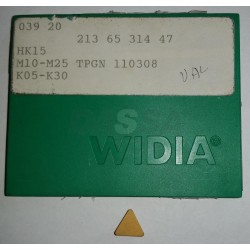 039 20
213 65 314 47
HK15
M10-M25 TPGN 110308
K05-K30
WIDIA®